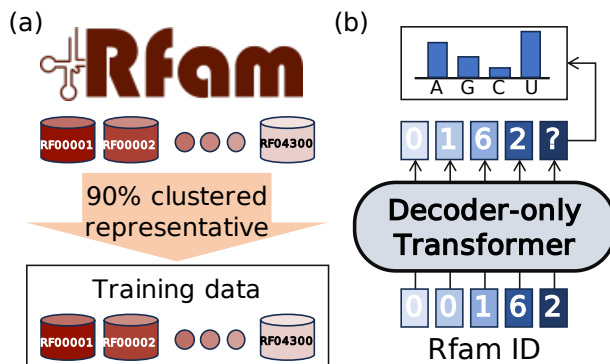 (a)
Rfam
RF00001 RF00002 RF04300
90% clustered
representative
Training data
RF00001 RF00002 RF04300
(b)
A G C U
0 1 6 2 ?
Decoder-only
Transformer
0 0 1 6 2
Rfam ID